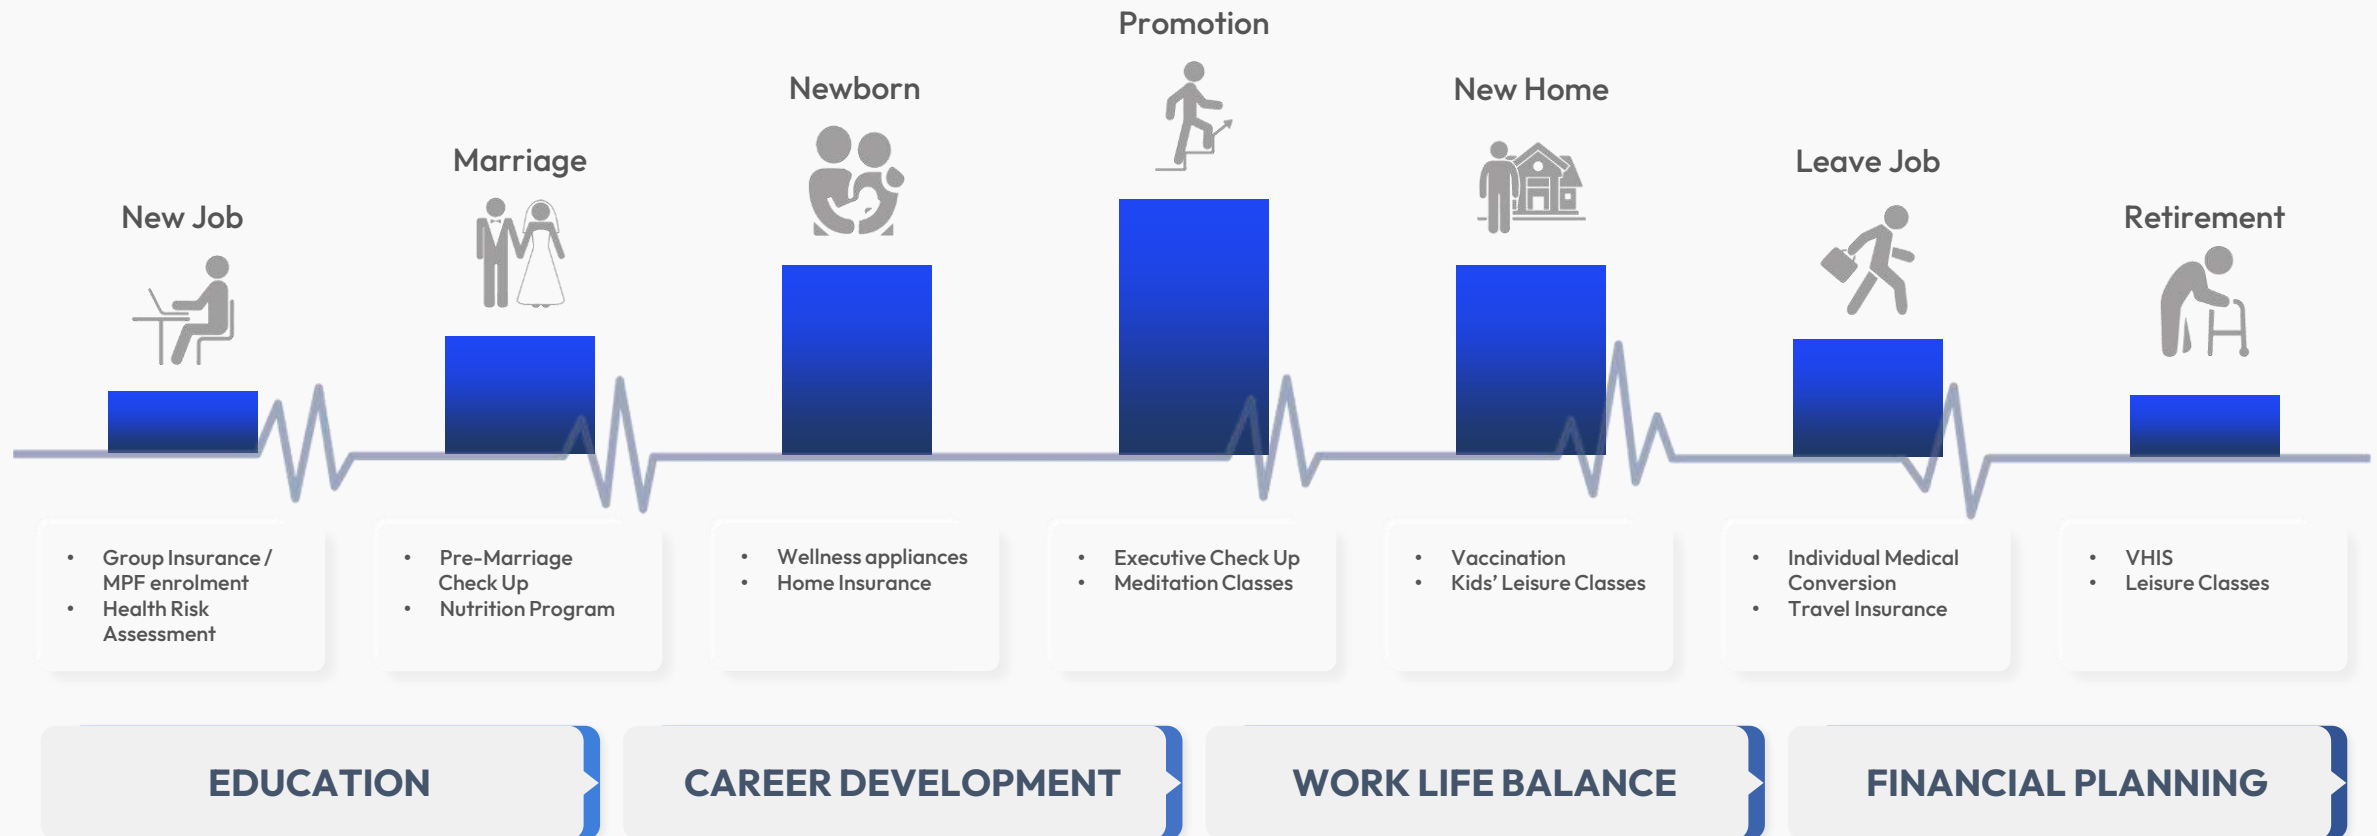 Promotion
Newborn
New Home
Marriage
Leave Job
New Job
Retirement
• Group Insurance /
MPF enrolment
• Health Risk
Assessment
• Pre-Marriage
Check Up
• Nutrition Program
• Wellness appliances
• Home Insurance
• Executive Check Up
• Meditation Classes
• Vaccination
• Kids’ Leisure Classes
• Individual Medical
Conversion
• Travel Insurance
• VHIS
• Leisure Classes
EDUCATION
CAREER DEVELOPMENT
WORK LIFE BALANCE
FINANCIAL PLANNING